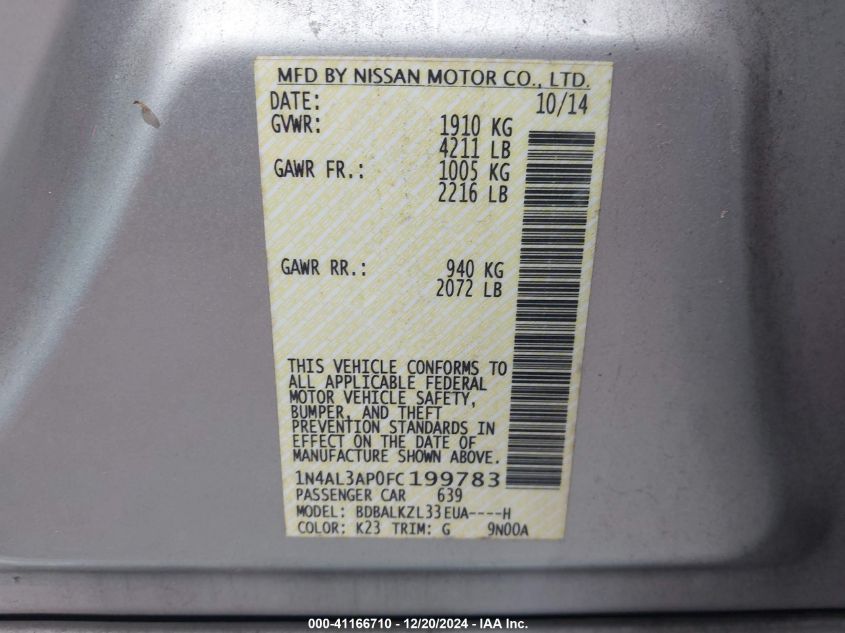 MFD BY NISSAN MOTOR CO., LTD.
DATE: 10/14
GVWR: 1910 KG
4211 LB
GAWR FR.: 1005 KG
2216 LB
GAWR RR.: 940 KG
2072 LB
THIS VEHICLE CONFORMS TO
ALL APPLICABLE FEDERAL
MOTOR VEHICLE SAFETY,
BUMPER, AND THEFT
PREVENTION STANDARDS IN
EFFECT ON THE DATE OF
MANUFACTURE SHOWN ABOVE.
1N4AL3AP0FC199783
PASSENGER CAR 639
MODEL: BDBALKZL33EUA----H
COLOR: K23 TRIM: G 9N00A
000-41166710 - 12/20/2024 - IAA Inc.